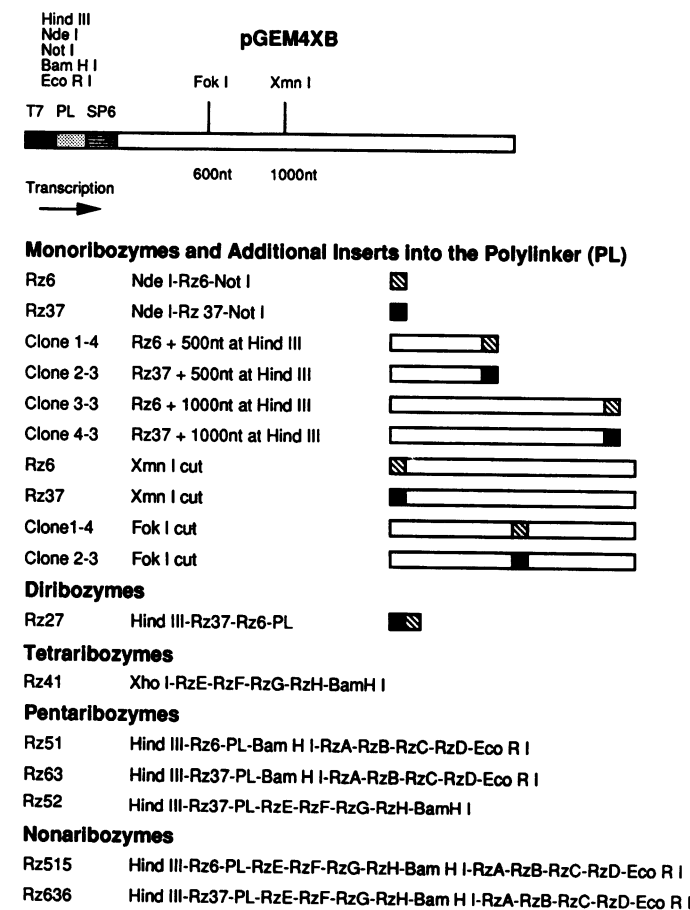 Hind III
Nde I
Not I
Bam H I
Eco R I
pGEM4XB
Fok I Xmn I
T7 PL SP6
600nt 1000nt
Transcription
Monoribozymes and Additional Inserts into the Polylinker (PL)
Rz6 Nde I-Rz6-Not I
Rz37 Nde I-Rz 37-Not I
Clone 1-4 Rz6 + 500nt at Hind III
Clone 2-3 Rz37 + 500nt at Hind III
Clone 3-3 Rz6 + 1000nt at Hind III
Clone 4-3 Rz37 + 1000nt at Hind III
Rz6 Xmn I cut
Rz37 Xmn I cut
Clone1-4 Fok I cut
Clone 2-3 Fok I cut
Diribozymes
Rz27 Hind III-Rz37-Rz6-PL
Tetraribozymes
Rz41 Xho I-RzE-RzF-RzG-RzH-BamH I
Pentaribozymes
Rz51 Hind III-Rz6-PL-Bam H I-RzA-RzB-RzC-RzD-Eco R I
Rz63 Hind III-Rz37-PL-Bam H I-RzA-RzB-RzC-RzD-Eco R I
Rz52 Hind III-Rz37-PL-RzE-RzF-RzG-RzH-BamH I
Nonaribozymes
Rz515 Hind III-Rz6-PL-RzE-RzF-RzG-RzH-Bam H I-RzA-RzB-RzC-RzD-Eco R I
Rz636 Hind III-Rz37-PL-RzE-RzF-RzG-RzH-Bam H I-RzA-RzB-RzC-RzD-Eco R I